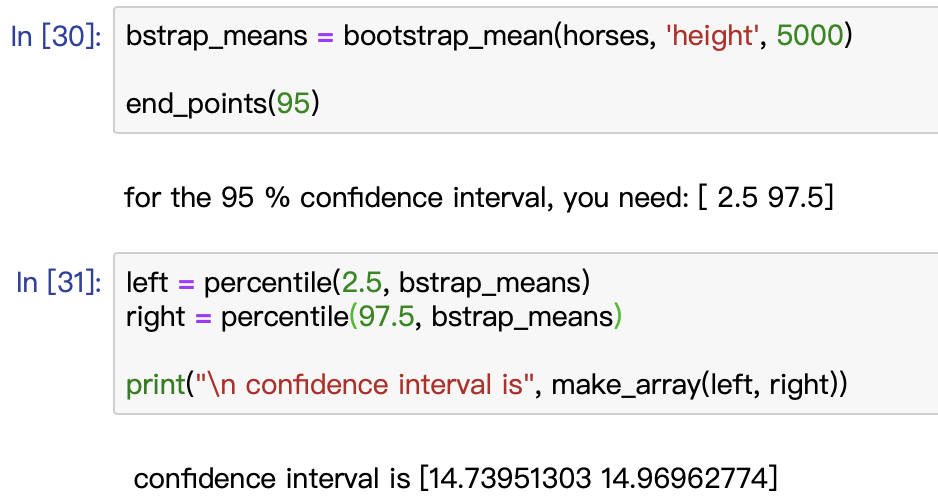 In [30]: bstrap_means = bootstrap_mean(horses, 'height', 5000)
end_points(95)
for the 95 % confidence interval, you need: [ 2.5 97.5]
In [31]: left = percentile(2.5, bstrap_means)
right = percentile(97.5, bstrap_means)
print("\n confidence interval is", make_array(left, right))
confidence interval is [14.73951303 14.96962774]